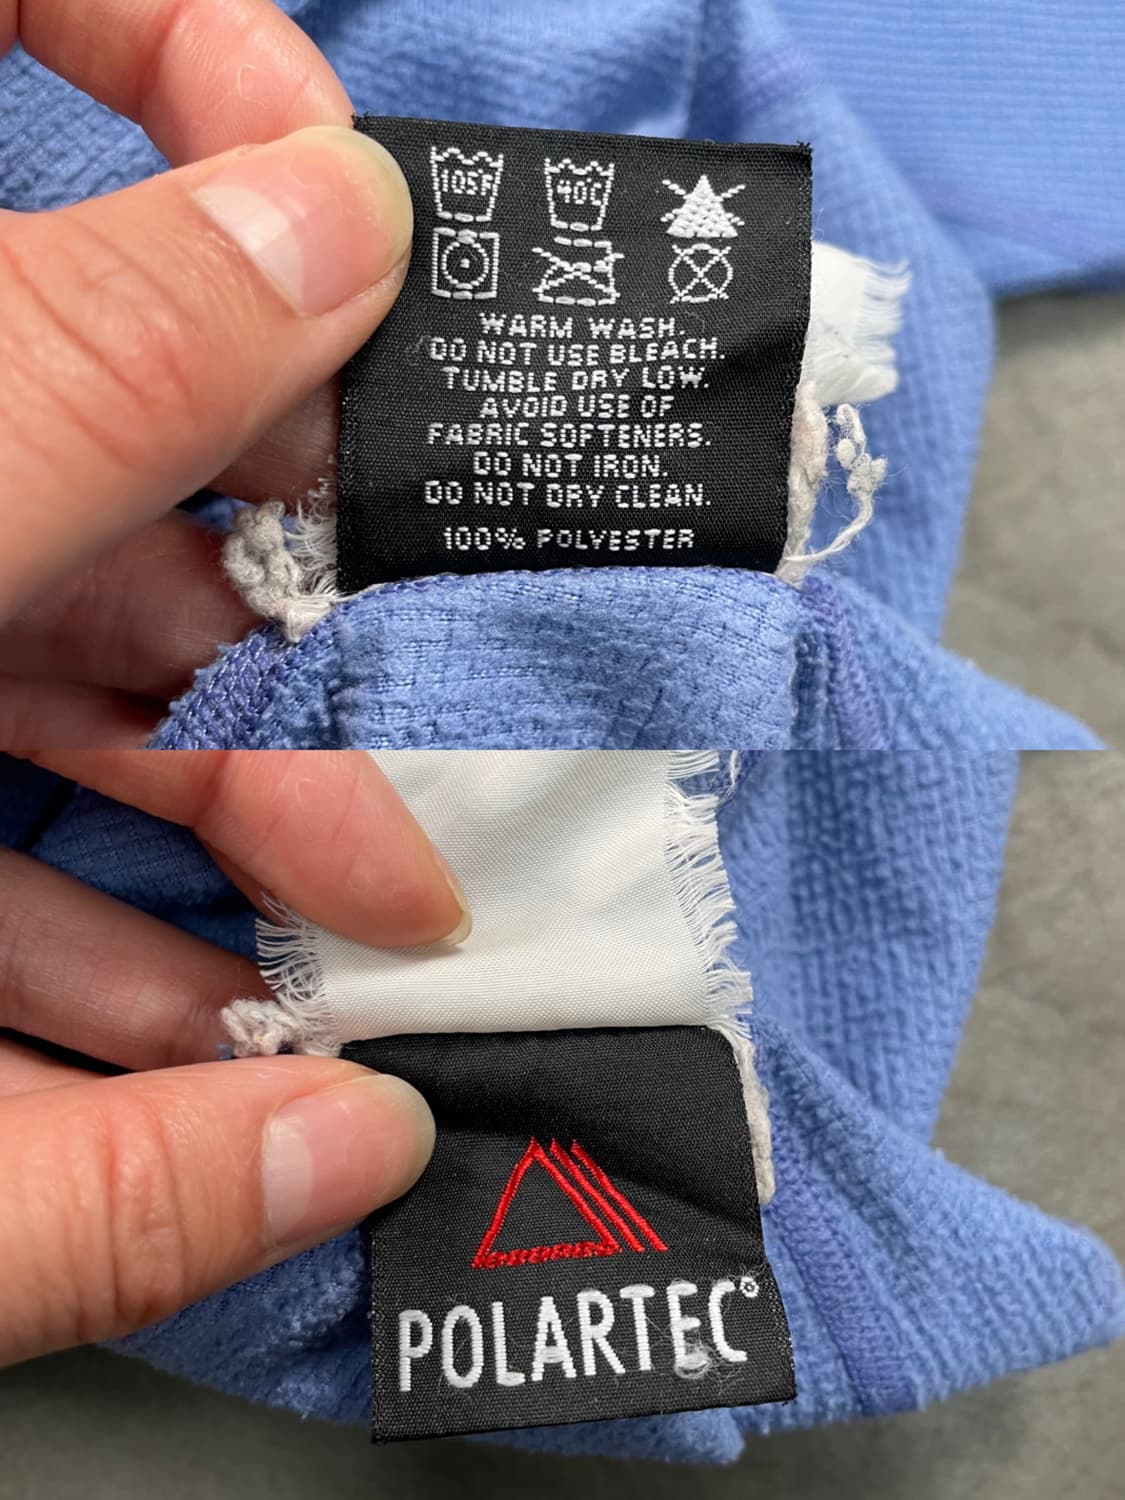 105F 40C
WARM WASH.
DO NOT USE BLEACH.
TUMBLE DRY LOW.
AVOID USE OF
FABRIC SOFTENERS.
DO NOT IRON.
DO NOT DRY CLEAN.
100% POLYESTER
POLARTEC®